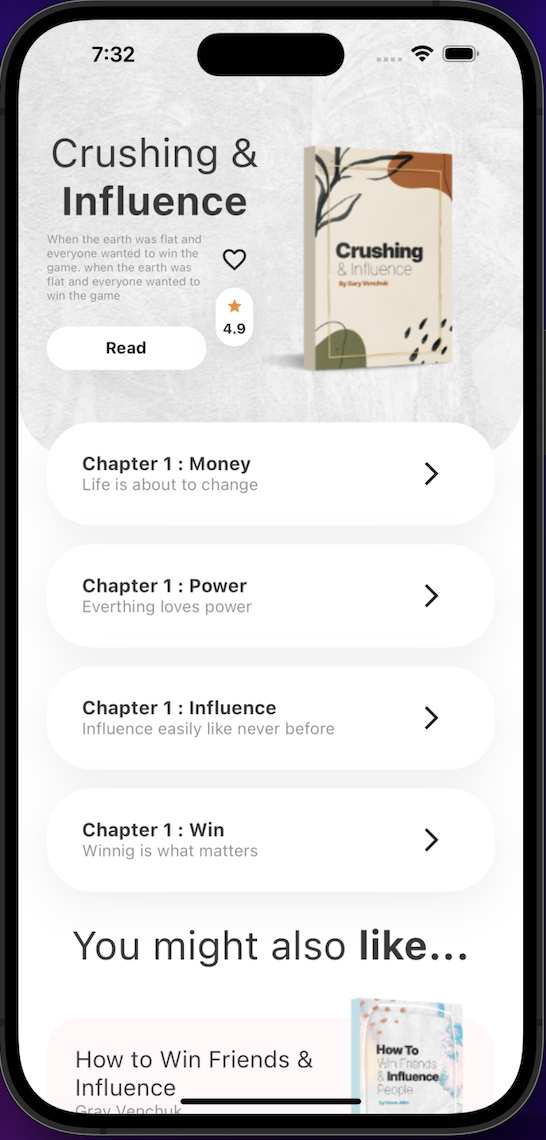 7:32
Crushing &
Influence
When the earth was flat and
everyone wanted to win the
game. when the earth was
flat and everyone wanted to
win the game
4.9
Read
Crushing
& Influence
By Gary Venchuk
Chapter 1 : Money
Life is about to change
Chapter 1 : Power
Everthing loves power
Chapter 1 : Influence
Influence easily like never before
Chapter 1 : Win
Winnig is what matters
You might also like...
How to Win Friends &
Influence
Gray Venchuk
How To
Win Friends
& Influence
People